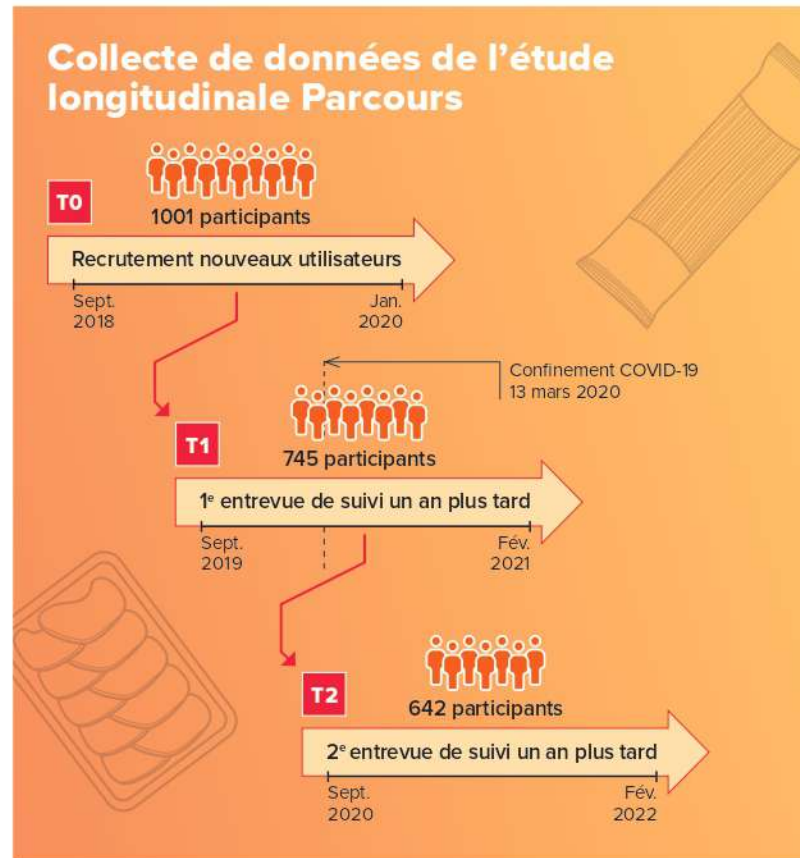 Collecte de données de l'étude
longitudinale Parcours
T0
1001 participants
Recrutement nouveaux utilisateurs
Sept.
2018
Jan.
2020
Confinement COVID-19
13 mars 2020
T1
745 participants
1e entrevue de suivi un an plus tard
Sept.
2019
Fév.
2021
T2
642 participants
2e entrevue de suivi un an plus tard
Sept.
2020
Fév.
2022